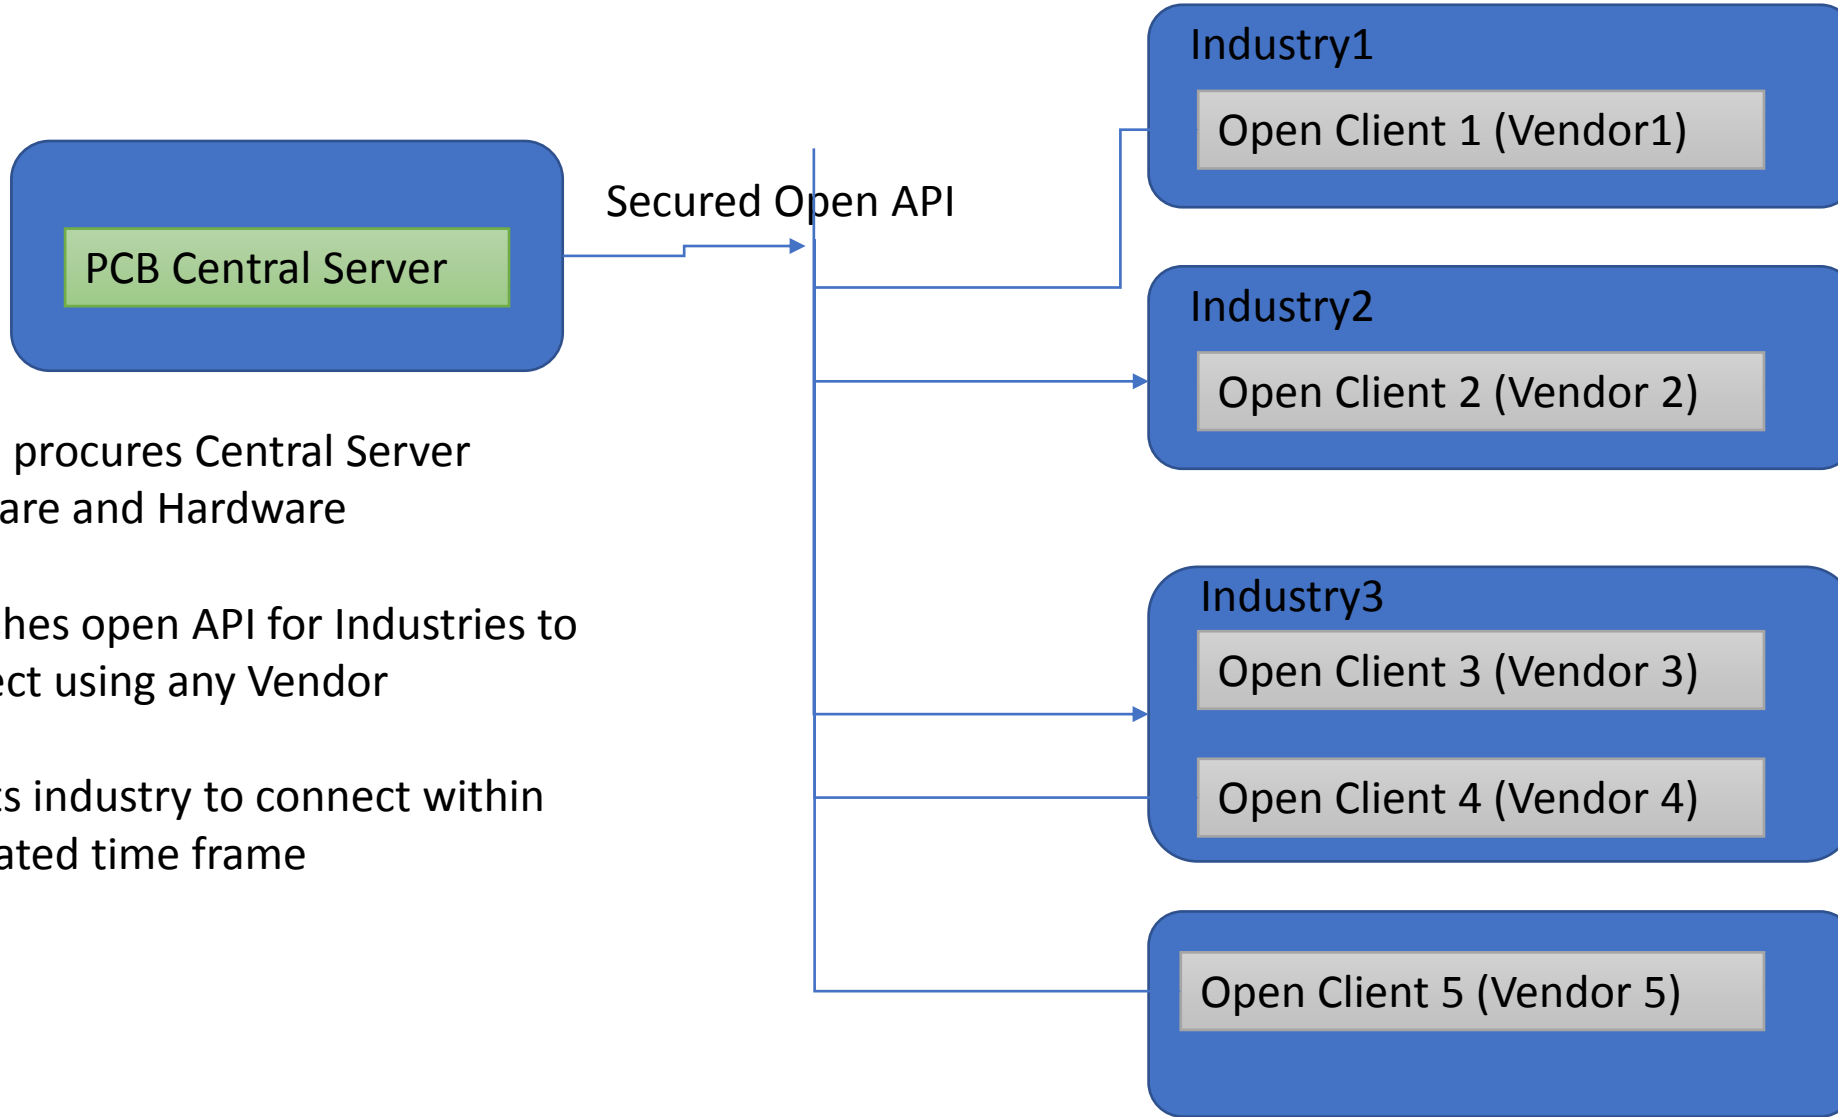 Industry1
Open Client 1 (Vendor1)
Secured Open API
PCB Central Server
Industry2
Open Client 2 (Vendor 2)
procures Central Server
are and Hardware
Industry3
shes open API for Industries to
Open Client 3 (Vendor 3)
ect using any Vendor
ts industry to connect within
Open Client 4 (Vendor 4)
ated time frame
Open Client 5 (Vendor 5)